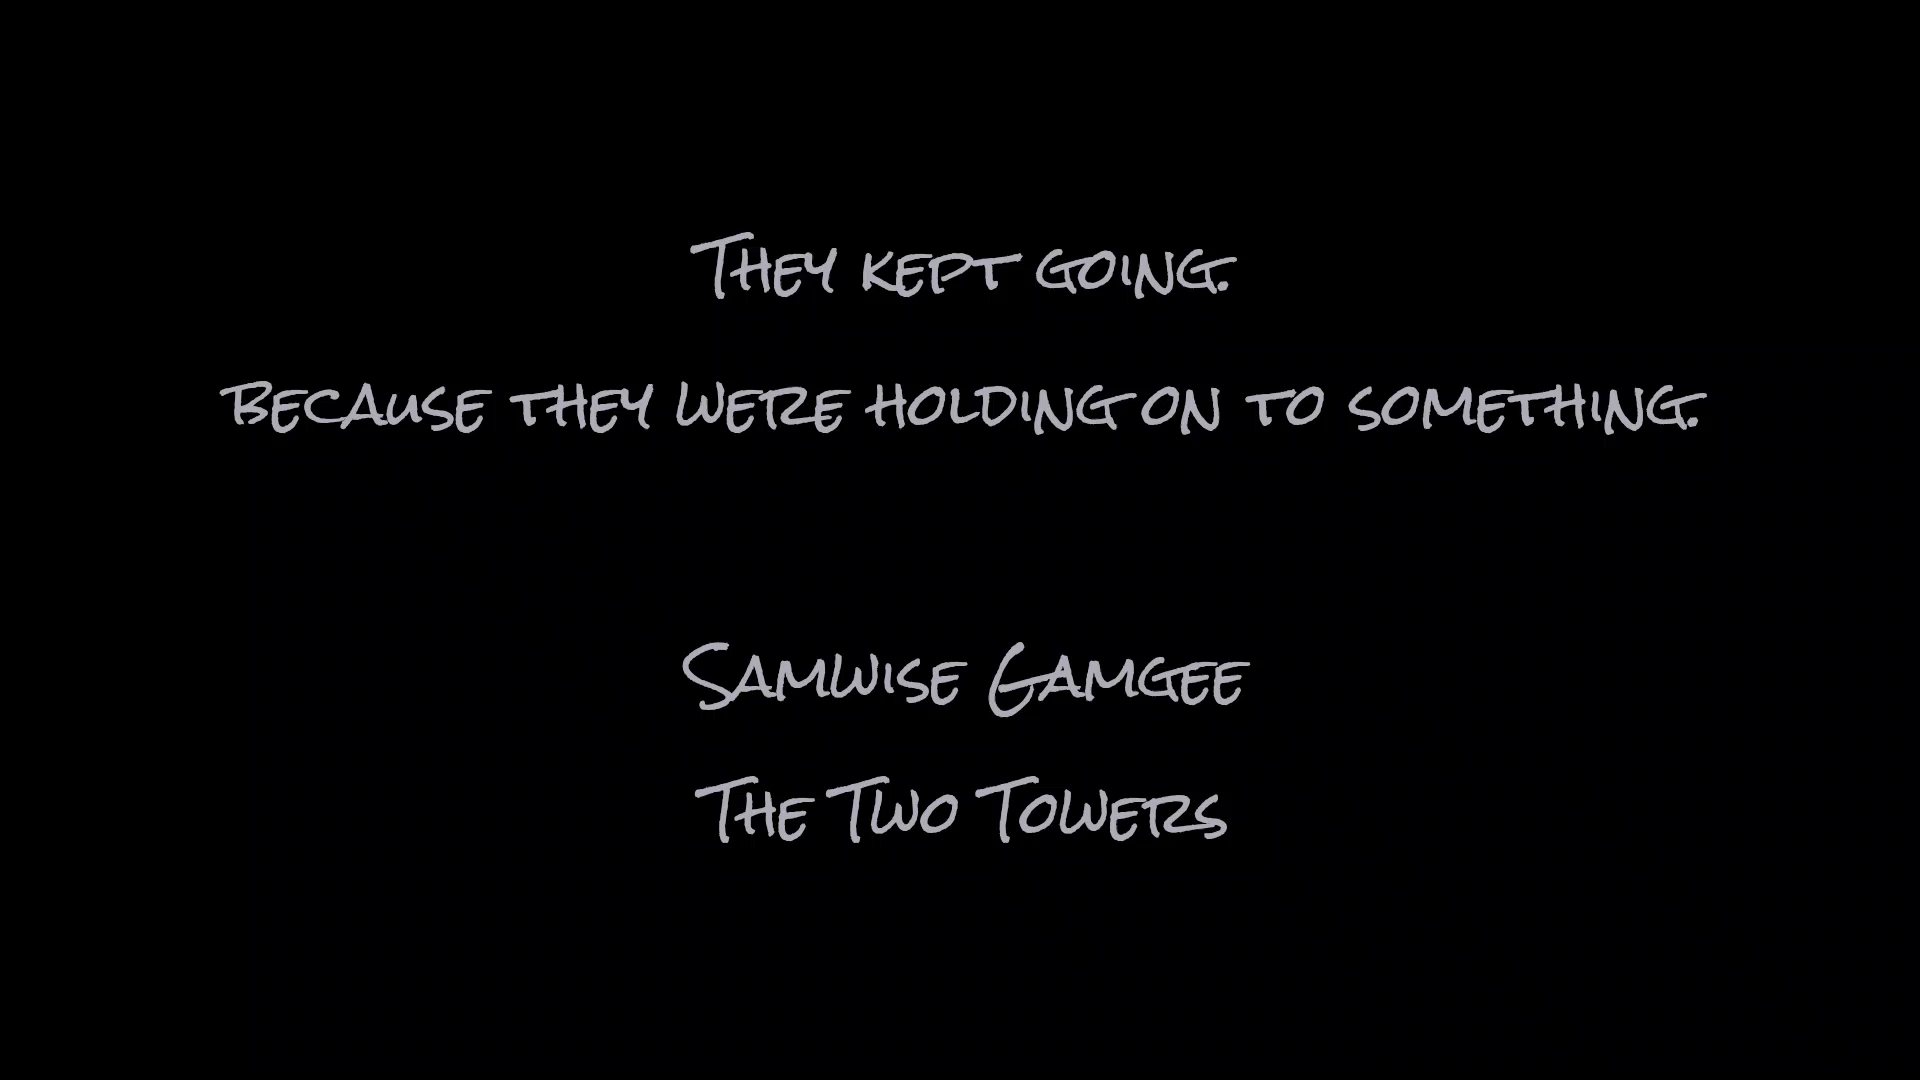 They kept going.
because they were holding on to something.
Samwise Gamgee
The Two Towers